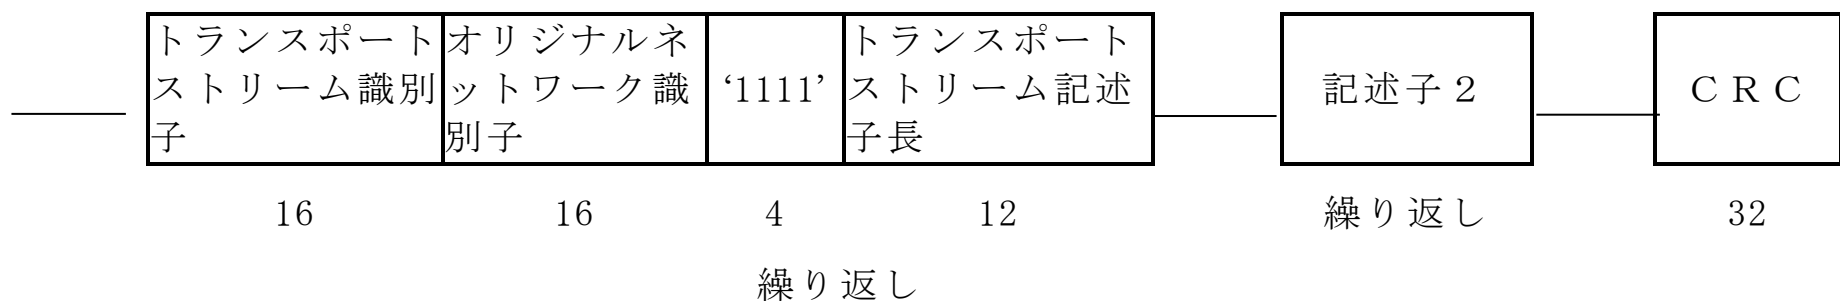 トランスポート
ストリーム識別
子
オリジナルネ
ットワーク識
別子
‘1111’
トランスポート
ストリーム記述
子長
記述子２
ＣＲＣ
16
16
4
12
繰り返し
32
繰り返し